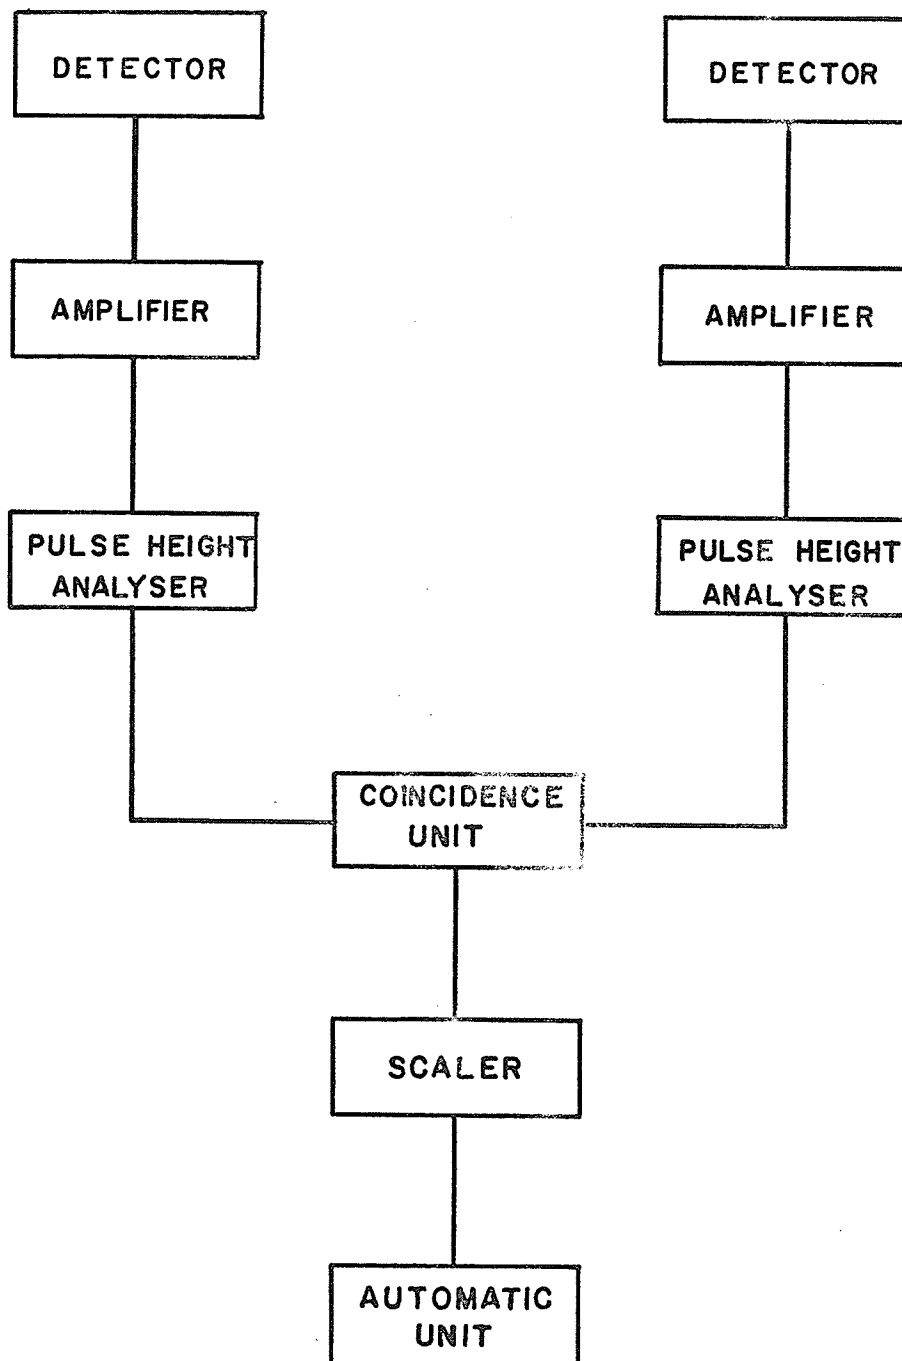 DETECTOR
DETECTOR
AMPLIFIER
AMPLIFIER
PULSE HEIGHT
ANALYSER
PULSE HEIGHT
ANALYSER
COINCIDENCE
UNIT
SCALER
AUTOMATIC
UNIT